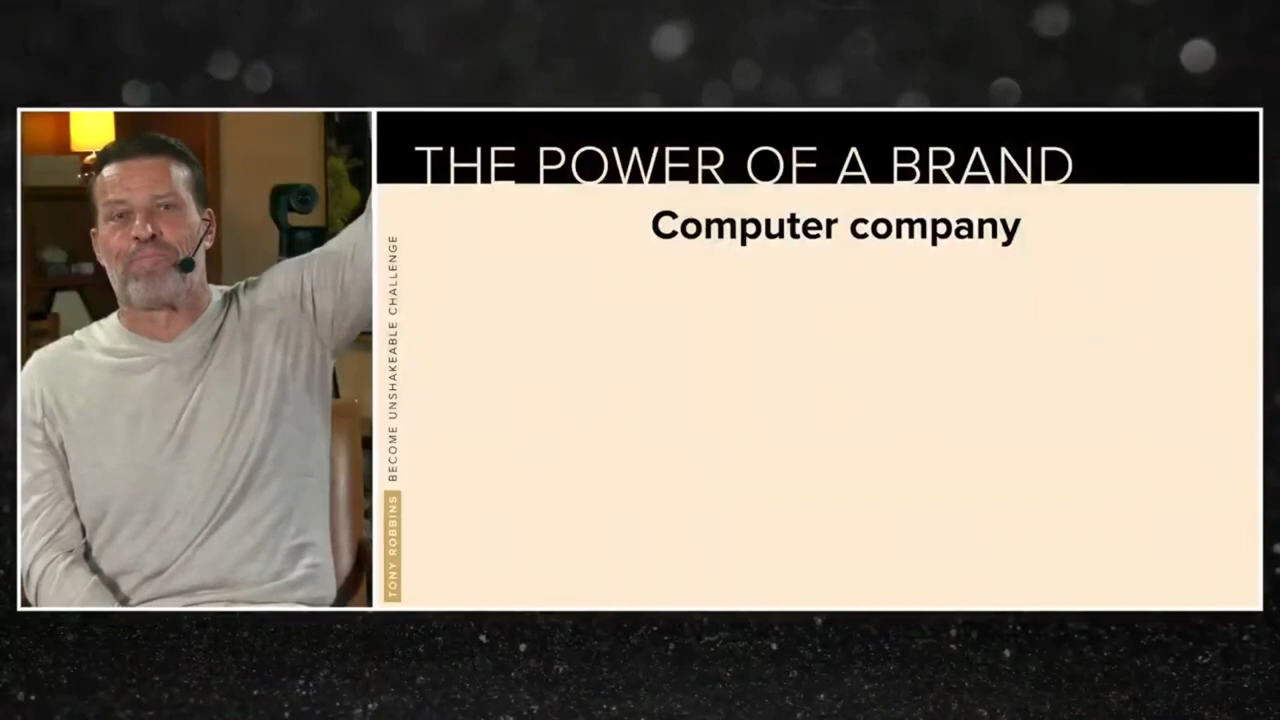 THE POWER OF A BRAND
Computer company
TONY ROBBINS BECOME UNSHAKEABLE CHALLENGE